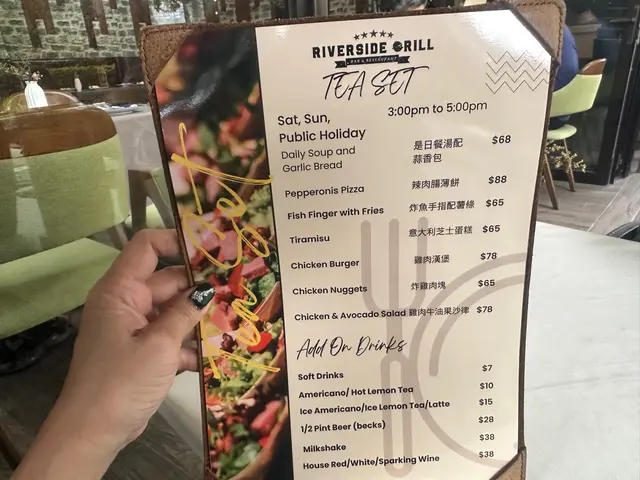 RIVERSIDE GRILL
BAR & RESTAURANT
TEA SET
Sat, Sun, 3:00pm to 5:00pm
Public Holiday
Daily Soup and 是日餐湯配 $68
Garlic Bread 蒜香包
Pepperonis Pizza 辣肉腸薄餅 $88
Fish Finger with Fries 炸魚手指配薯條 $65
Tiramisu 意大利芝士蛋糕 $65
Chicken Burger 雞肉漢堡 $78
Chicken Nuggets 炸雞肉塊 $65
Chicken & Avocado Salad 雞肉牛油果沙律 $78
Add On Drinks
Soft Drinks $7
Americano/ Hot Lemon Tea $10
Ice Americano/Ice Lemon Tea/Latte $15
1/2 Pint Beer (becks) $28
Milkshake $38
House Red/White/Sparking Wine $38